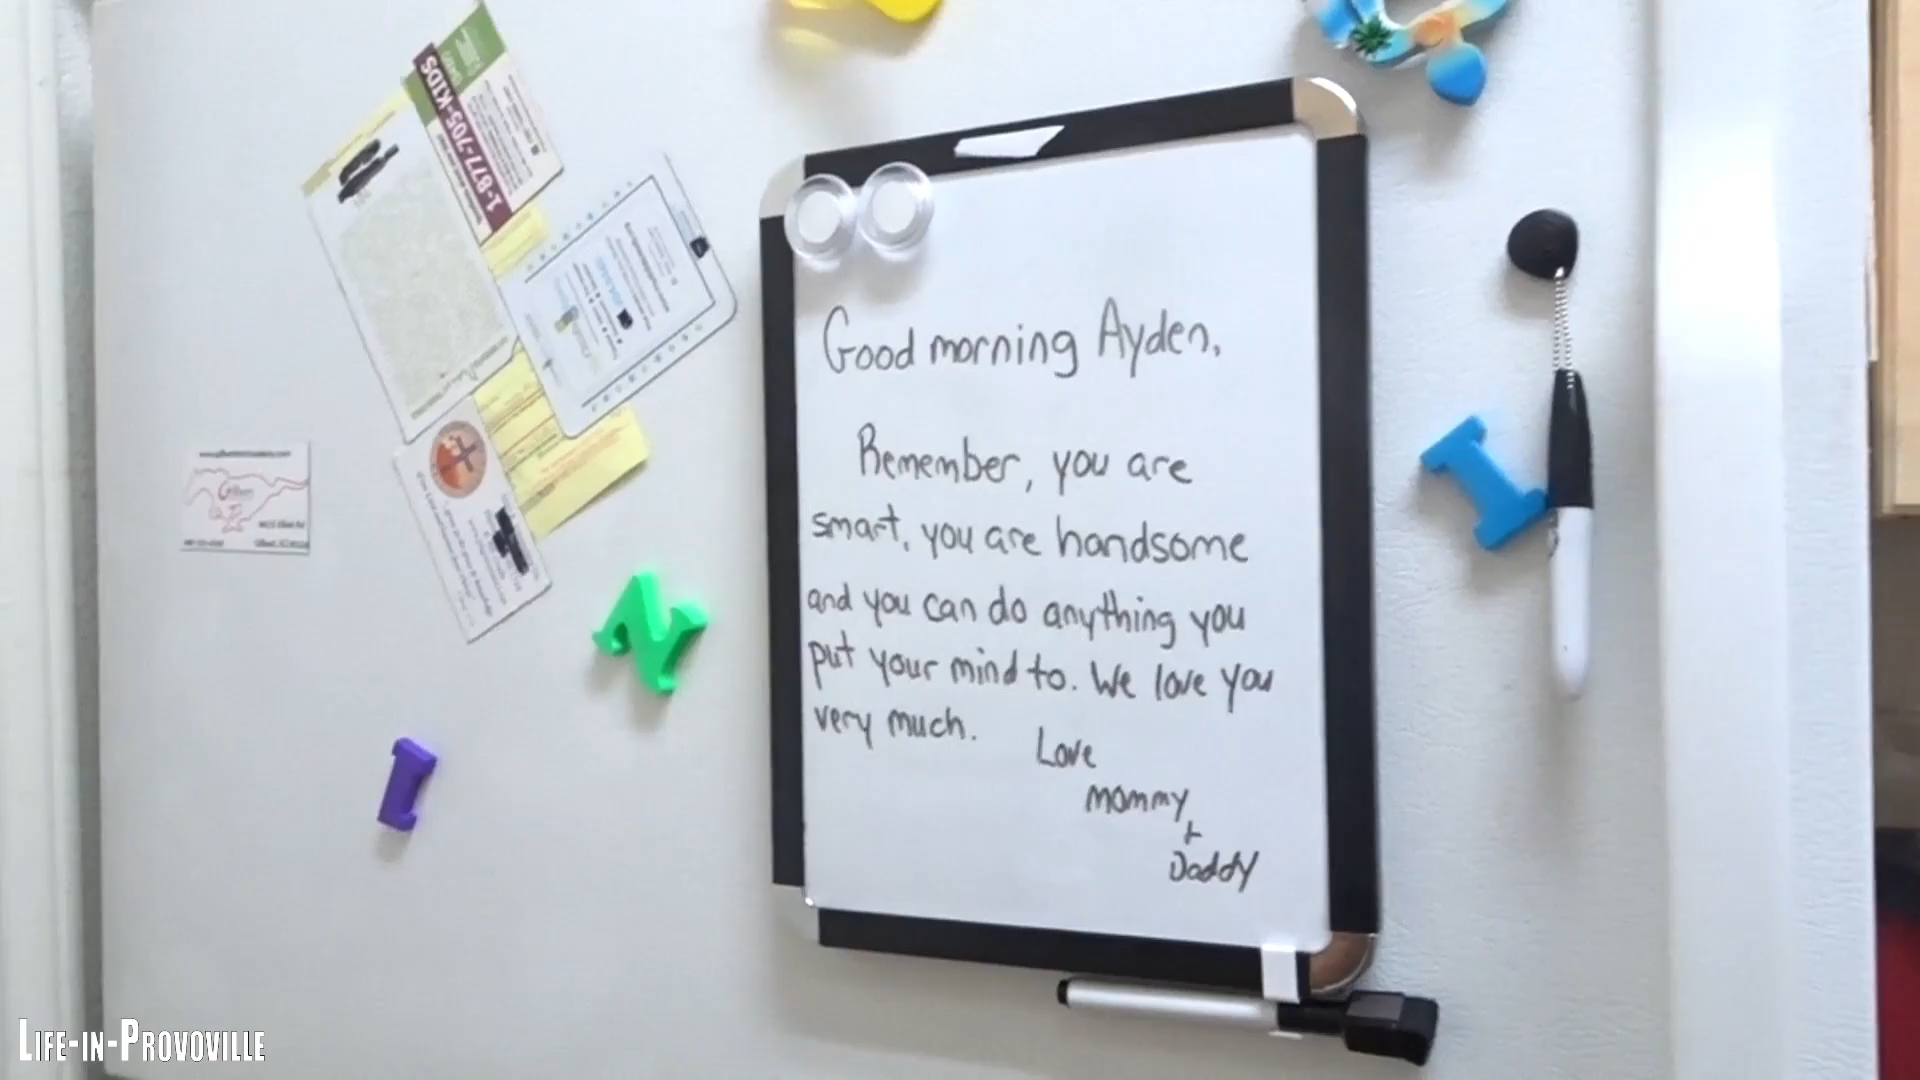 1-877-705-KIDS
Good morning Ayden,
Remember, you are
smart, you are handsome
and you can do anything you
put your mind to. We love you
very much.
Love
mommy
+
Daddy
N
I
I
LIFE-IN-PROVOVILLE